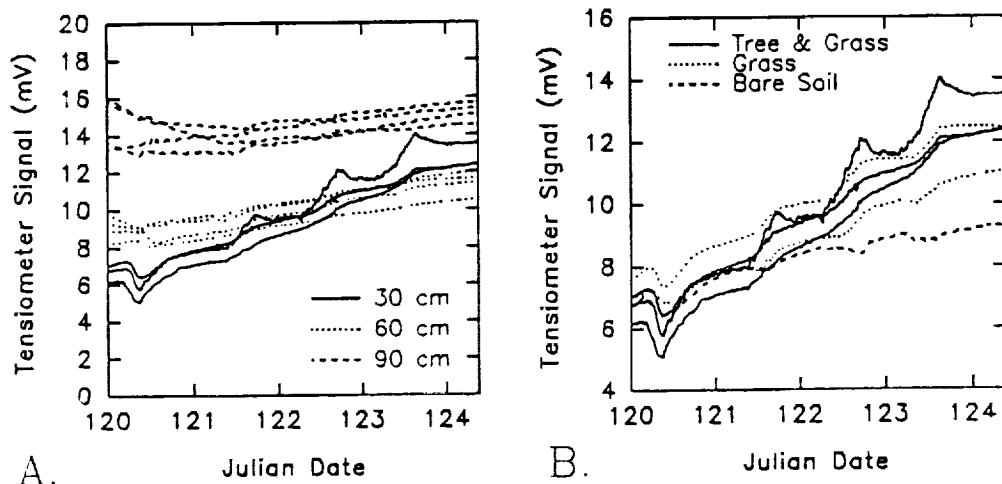 Tensiometer Signal (mV)
20
18
16
14
12
10
8
6
4
2
0
30 cm
60 cm
90 cm
120 121 122 123 124
Julian Date
A.
Tensiometer Signal (mV)
16
14
12
10
8
6
4
Tree & Grass
Grass
Bare Soil
120 121 122 123 124
Julian Date
B.